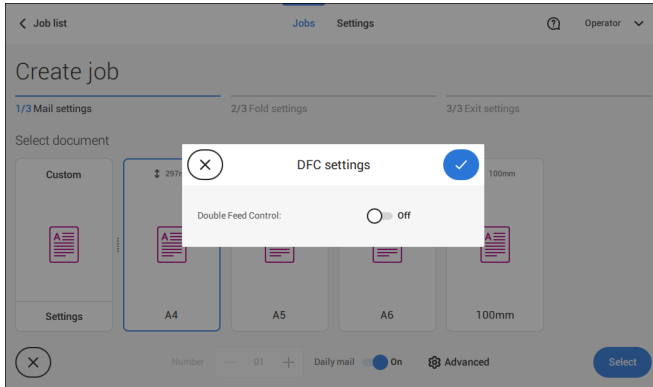 Job list
Jobs
Settings
Operator
Create job
1/3 Mail settings
2/3 Fold settings
3/3 Exit settings
Select document
DFC settings
Double Feed Control:
Off
Custom
297
100mm
Settings
A4
A5
A6
100mm
Number
01
Daily mail
On
Advanced
Select